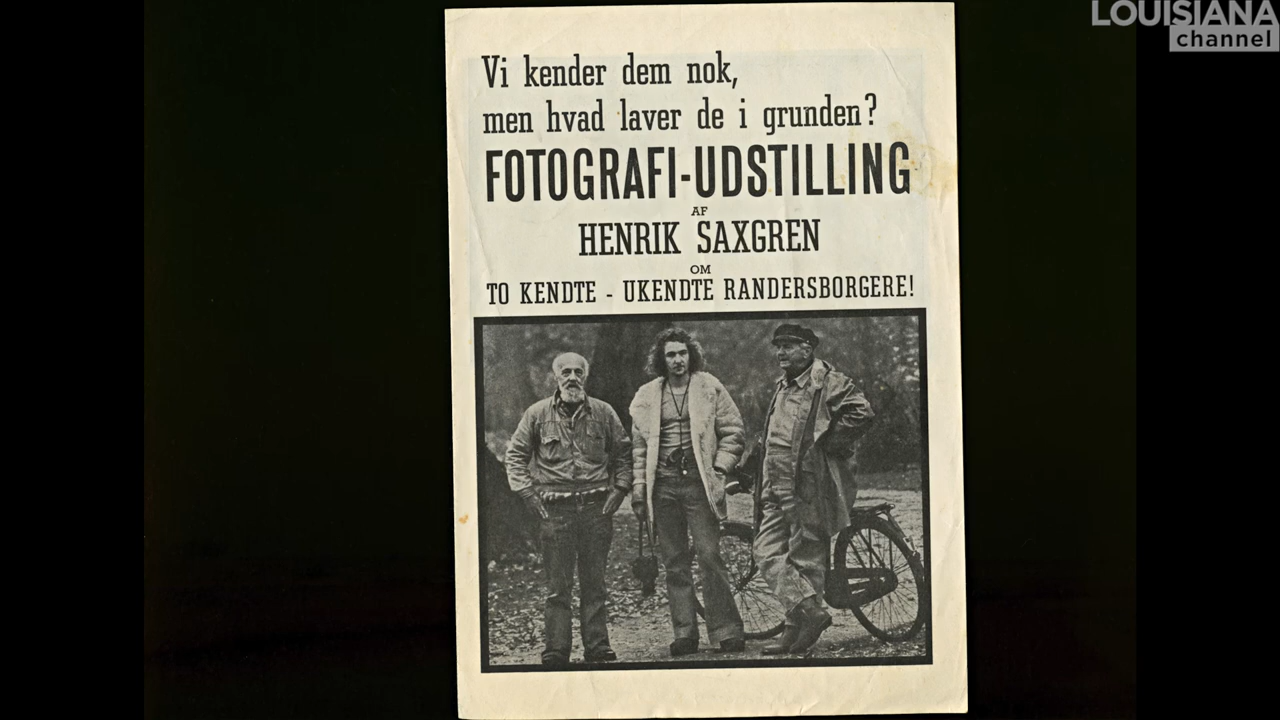 LOUISIANA
channel
Vi kender dem nok,
men hvad laver de i grunden?
FOTOGRAFI-UDSTILLING
AF
HENRIK SAXGREN
OM
TO KENDTE - UKENDTE RANDERSBORGERE!